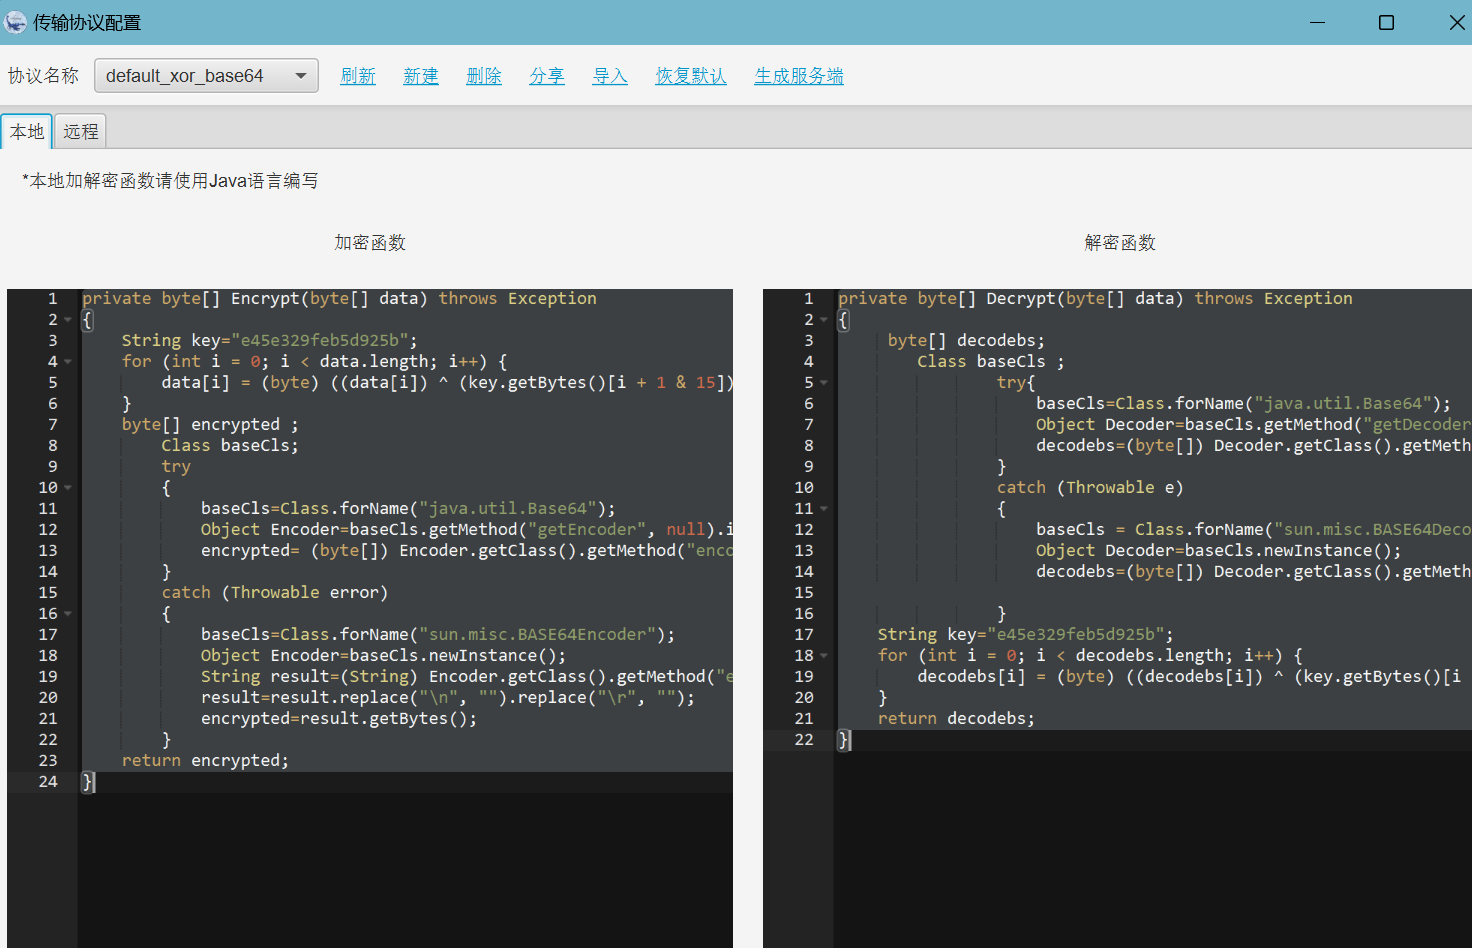 传输协议配置
协议名称 default_xor_base64 刷新 新建 删除 分享 导入 恢复默认 生成服务端
本地 远程
*本地加解密函数请使用Java语言编写
加密函数
1 private byte[] Encrypt(byte[] data) throws Exception
2 {
3 String key="e45e329feb5d925b";
4 for (int i = 0; i < data.length; i++) {
5 data[i] = (byte) ((data[i]) ^ (key.getBytes()[i + 1 & 15])
6 }
7 byte[] encrypted ;
8 Class baseCls;
9 try
10 {
11 baseCls=Class.forName("java.util.Base64");
12 Object Encoder=baseCls.getMethod("getEncoder", null).i
13 encrypted= (byte[]) Encoder.getClass().getMethod("enco
14 }
15 catch (Throwable error)
16 {
17 baseCls=Class.forName("sun.misc.BASE64Encoder");
18 Object Encoder=baseCls.newInstance();
19 String result=(String) Encoder.getClass().getMethod("e
20 result=result.replace("\n", "").replace("\r", "");
21 encrypted=result.getBytes();
22 }
23 return encrypted;
24 }
解密函数
1 private byte[] Decrypt(byte[] data) throws Exception
2 {
3 byte[] decodebs;
4 Class baseCls ;
5 try{
6 baseCls=Class.forName("java.util.Base64");
7 Object Decoder=baseCls.getMethod("getDecoder
8 decodebs=(byte[]) Decoder.getClass().getMeth
9 }
10 catch (Throwable e)
11 {
12 baseCls = Class.forName("sun.misc.BASE64Deco
13 Object Decoder=baseCls.newInstance();
14 decodebs=(byte[]) Decoder.getClass().getMeth
15
16 }
17 String key="e45e329feb5d925b";
18 for (int i = 0; i < decodebs.length; i++) {
19 decodebs[i] = (byte) ((decodebs[i]) ^ (key.getBytes()[i
20 }
21 return decodebs;
22 }